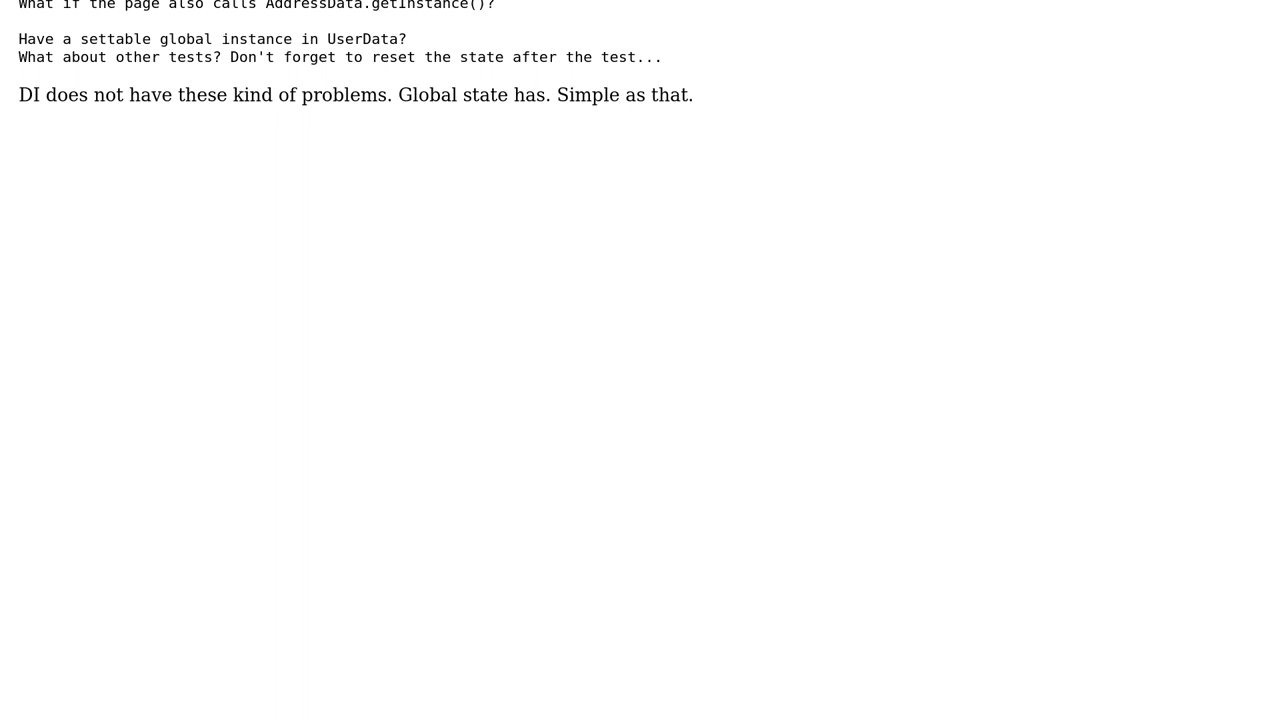 What if the page also calls AddressData.getInstance()?
Have a settable global instance in UserData?
What about other tests? Don't forget to reset the state after the test...
DI does not have these kind of problems. Global state has. Simple as that.